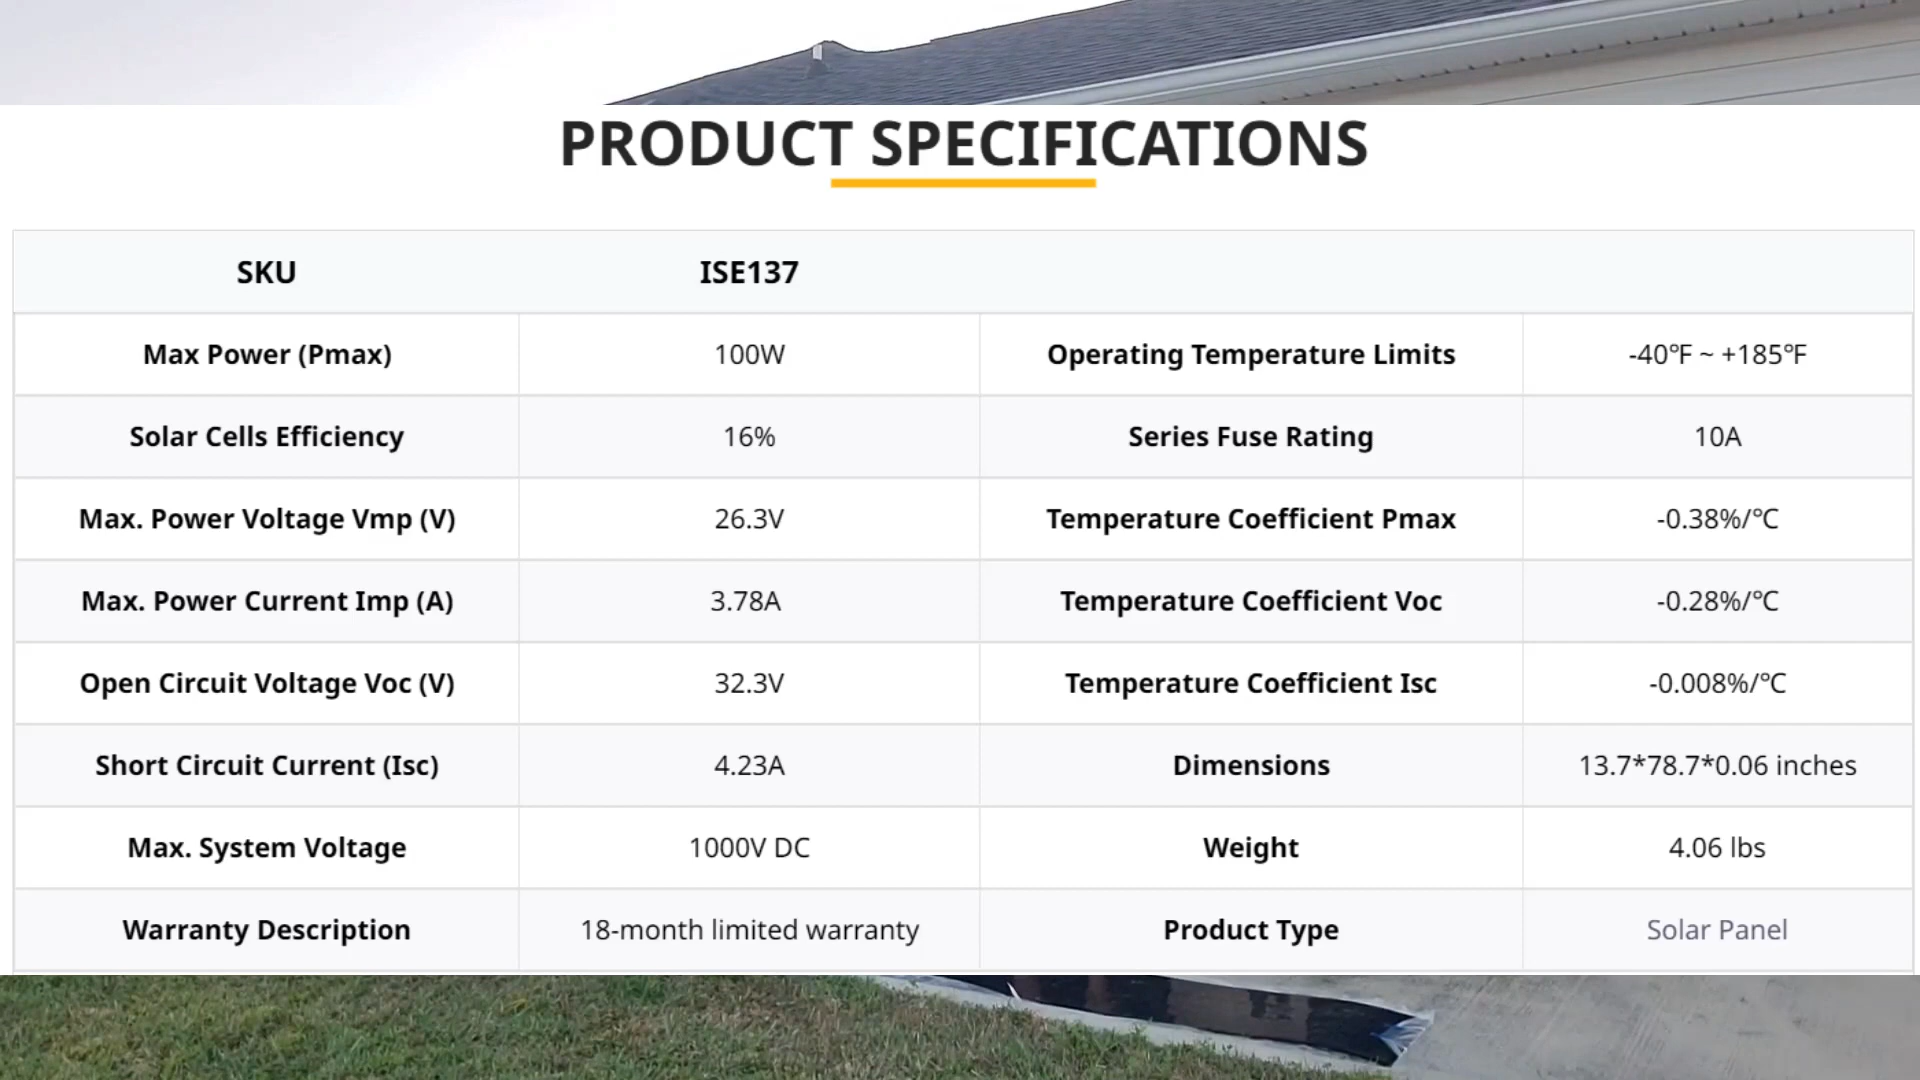 PRODUCT SPECIFICATIONS
SKU ISE137
Max Power (Pmax) 100W Operating Temperature Limits -40℉ ~ +185℉
Solar Cells Efficiency 16% Series Fuse Rating 10A
Max. Power Voltage Vmp (V) 26.3V Temperature Coefficient Pmax -0.38%/℃
Max. Power Current Imp (A) 3.78A Temperature Coefficient Voc -0.28%/℃
Open Circuit Voltage Voc (V) 32.3V Temperature Coefficient Isc -0.008%/℃
Short Circuit Current (Isc) 4.23A Dimensions 13.7*78.7*0.06 inches
Max. System Voltage 1000V DC Weight 4.06 lbs
Warranty Description 18-month limited warranty Product Type Solar Panel